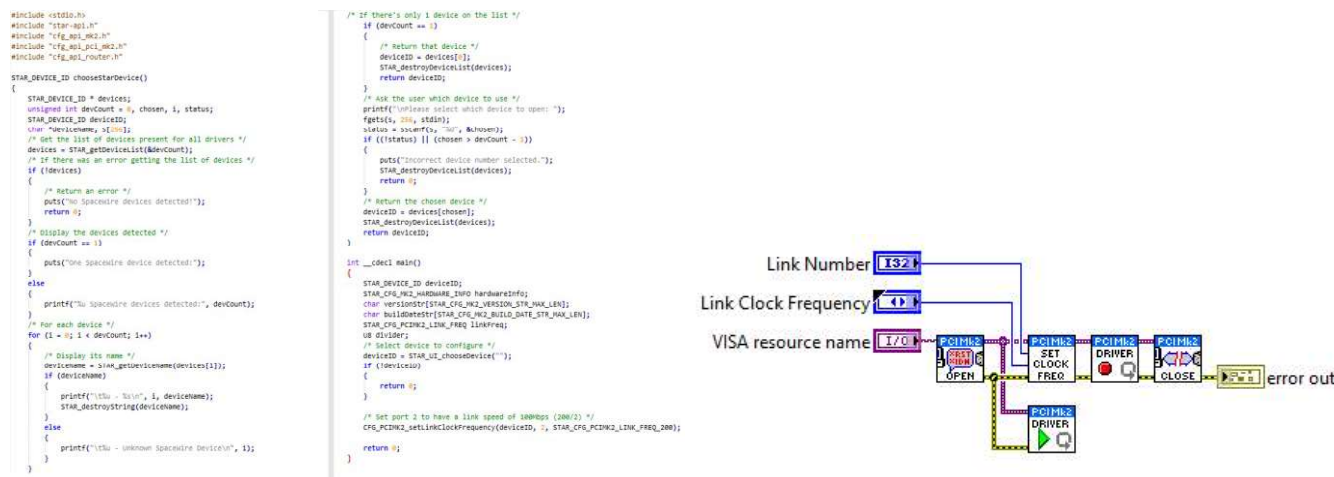 #include <stdio.h>
#include "star-api.h"
#include "cfg_api_mk2.h"
#include "cfg_api_pci_mk2.h"
#include "cfg_api_router.h"
STAR_DEVICE_ID chooseStarDevice()
{
STAR_DEVICE_ID * devices;
unsigned int devCount = 0, chosen, i, status;
STAR_DEVICE_ID deviceID;
char *deviceName, s[256];
/* Get the list of devices present for all drivers */
devices = STAR_getDeviceList(&devCount);
/* If there was an error getting the list of devices */
if (!devices)
{
/* Return an error */
puts("No SpaceWire devices detected!");
return 0;
}
/* Display the devices detected */
if (devCount == 1)
{
puts("One SpaceWire device detected:");
}
else
{
printf("%u SpaceWire devices detected:", devCount);
}
/* For each device */
for (i = 0; i < devCount; i++)
{
/* Display its name */
deviceName = STAR_getDeviceName(devices[i]);
if (deviceName)
{
printf("\t%u - %s\n", i, deviceName);
STAR_destroyString(deviceName);
}
else
{
printf("\t%u - Unknown SpaceWire Device\n", i);
}
}
/* If there's only 1 device on the list */
if (devCount == 1)
{
/* Return that device */
deviceID = devices[0];
STAR_destroyDeviceList(devices);
return deviceID;
}
/* Ask the user which device to use */
printf("\nPlease select which device to open: ");
fgets(s, 256, stdin);
status = sscanf(s, "%u", &chosen);
if ((!status) || (chosen > devCount - 1))
{
puts("Incorrect device number selected.");
STAR_destroyDeviceList(devices);
return 0;
}
/* Return the chosen device */
deviceID = devices[chosen];
STAR_destroyDeviceList(devices);
return deviceID;
}
int __cdecl main()
{
STAR_DEVICE_ID deviceID;
STAR_CFG_MK2_HARDWARE_INFO hardwareInfo;
char versionStr[STAR_CFG_MK2_VERSION_STR_MAX_LEN];
char buildDateStr[STAR_CFG_MK2_BUILD_DATE_STR_MAX_LEN];
STAR_CFG_PCIMK2_LINK_FREQ linkFreq;
U8 divider;
/* Select device to configure */
deviceID = STAR_UI_chooseDevice("");
if (!deviceID)
{
return 0;
}
/* Set port 2 to have a link speed of 100Mbps (200/2) */
CFG_PCIMK2_setLinkClockFrequency(deviceID, 2, STAR_CFG_PCIMK2_LINK_FREQ_200);
return 0;
}
Link Number
I32
Link Clock Frequency
VISA resource name
I/O
PCIMk2
OPEN
PCIMk2
SET
CLOCK
FREQ
PCIMk2
DRIVER
PCIMk2
CLOSE
error out
PCIMk2
DRIVER